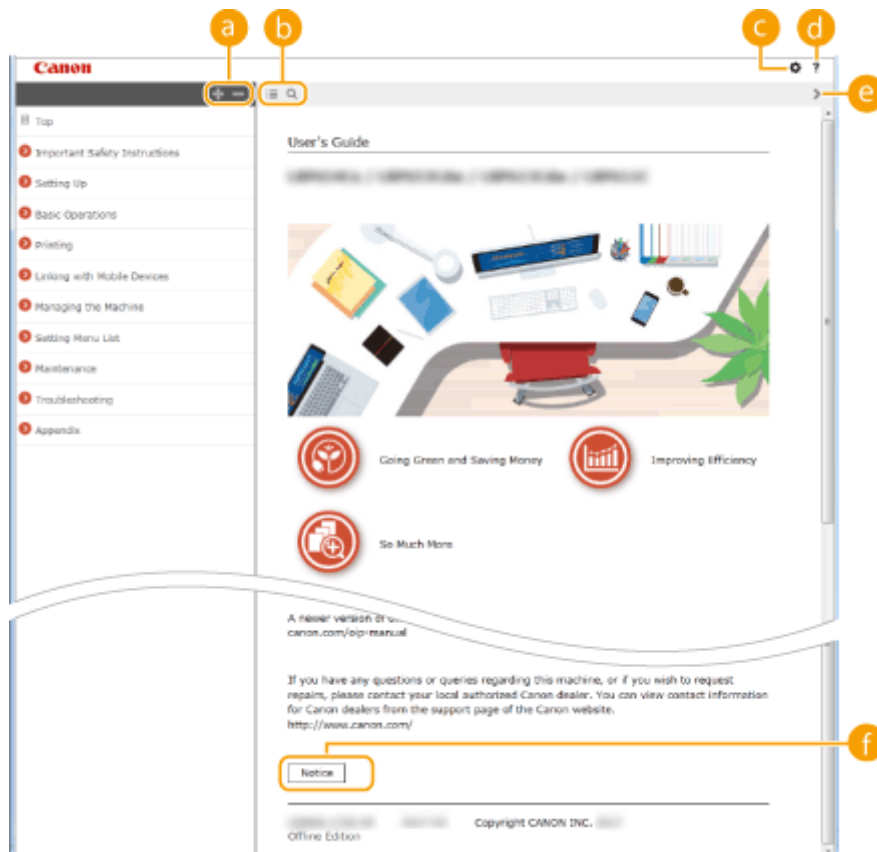 a b c d
Canon
?
e
Top
Important Safety Instructions
Setting Up
Basic Operations
Printing
Linking with Mobile Devices
Managing the Machine
Setting Menu List
Maintenance
Troubleshooting
Appendix
User's Guide
Going Green and Saving Money
Improving Efficiency
So Much More
A newer version
canon.com/oip-manual
If you have any questions or queries regarding this machine, or if you wish to request
repairs, please contact your local authorized Canon dealer. You can view contact information
for Canon dealers from the support page of the Canon website.
http://www.canon.com/
f
Notice
Copyright CANON INC.
Offline Edition